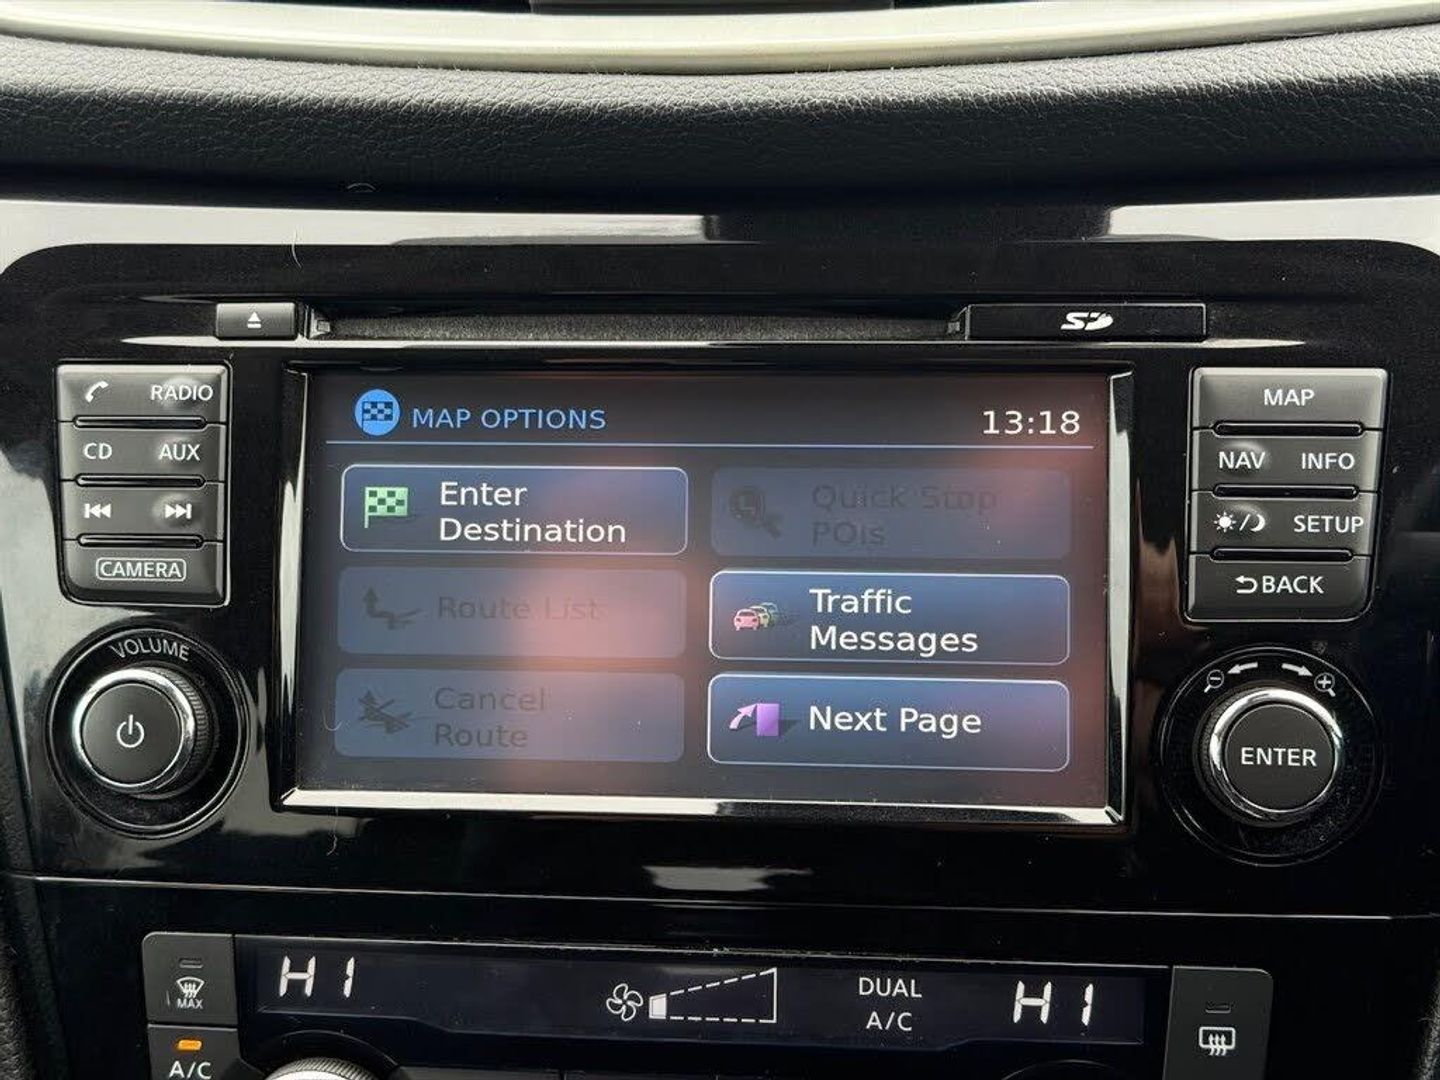 SD
RADIO
CD AUX
CAMERA
VOLUME
MAP OPTIONS 13:18
Enter
Destination
Quick Stop
POIs
Route List
Traffic
Messages
Cancel
Route
Next Page
MAP
NAV INFO
SETUP
BACK
ENTER
MAX
HI
DUAL
A/C
HI
A/C